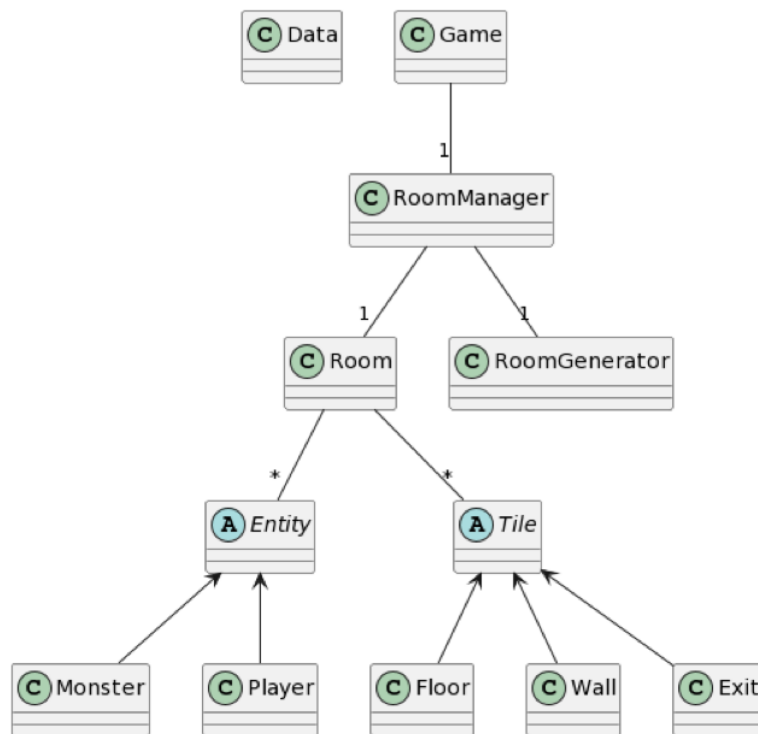 C Data
C Game
1
C RoomManager
1
1
C Room
C RoomGenerator
*
*
A Entity
A Tile
C Monster
C Player
C Floor
C Wall
C Exit